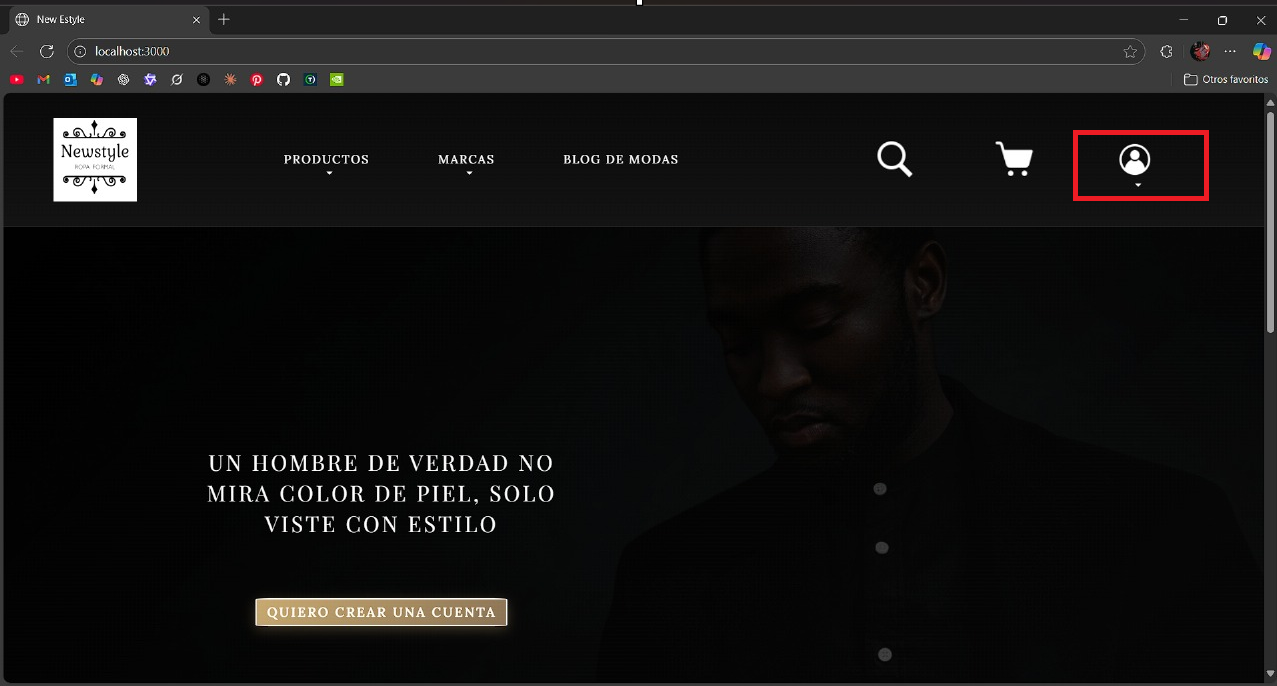 New Estyle
localhost:3000
Otros favoritos
Newstyle
ROPA FORMAL
PRODUCTOS
MARCAS
BLOG DE MODAS
UN HOMBRE DE VERDAD NO
MIRA COLOR DE PIEL, SOLO
VISTE CON ESTILO
QUIERO CREAR UNA CUENTA